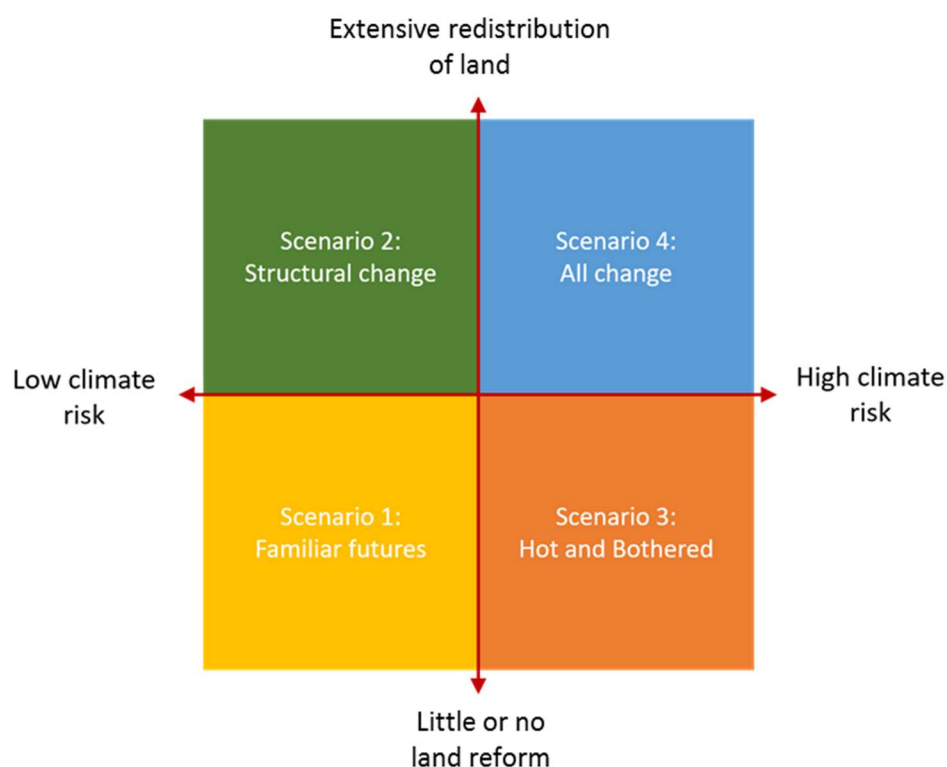 Extensive redistribution
of land
Scenario 2:
Structural change
Scenario 4:
All change
Low climate
risk
High climate
risk
Scenario 1:
Familiar futures
Scenario 3:
Hot and Bothered
Little or no
land reform